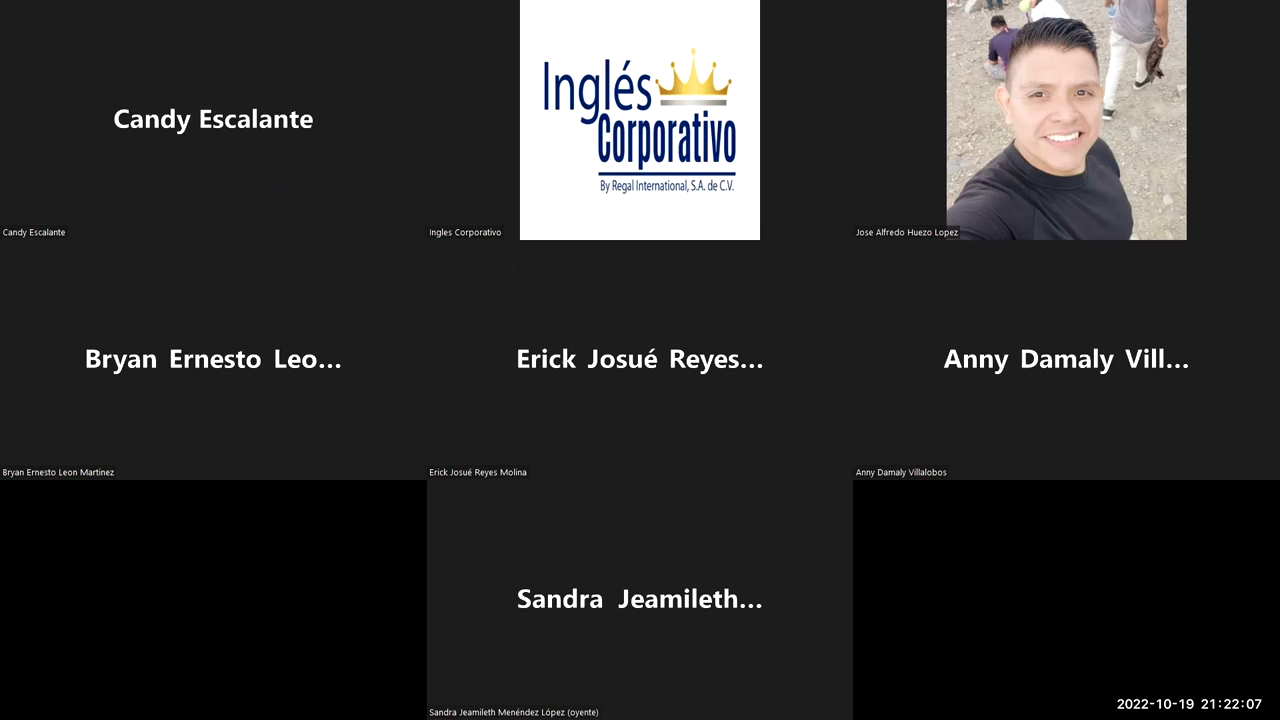 Candy Escalante
Candy Escalante
Inglés
Corporativo
By Regal International, S.A. de C.V.
Ingles Corporativo
Jose Alfredo Huezo Lopez
Bryan Ernesto Leo...
Bryan Ernesto Leon Martinez
Erick Josué Reyes...
Erick Josué Reyes Molina
Anny Damaly Vill...
Anny Damaly Villalobos
Sandra Jeamileth...
Sandra Jeamileth Menéndez López (oyente)
2022-10-19 21:22:07